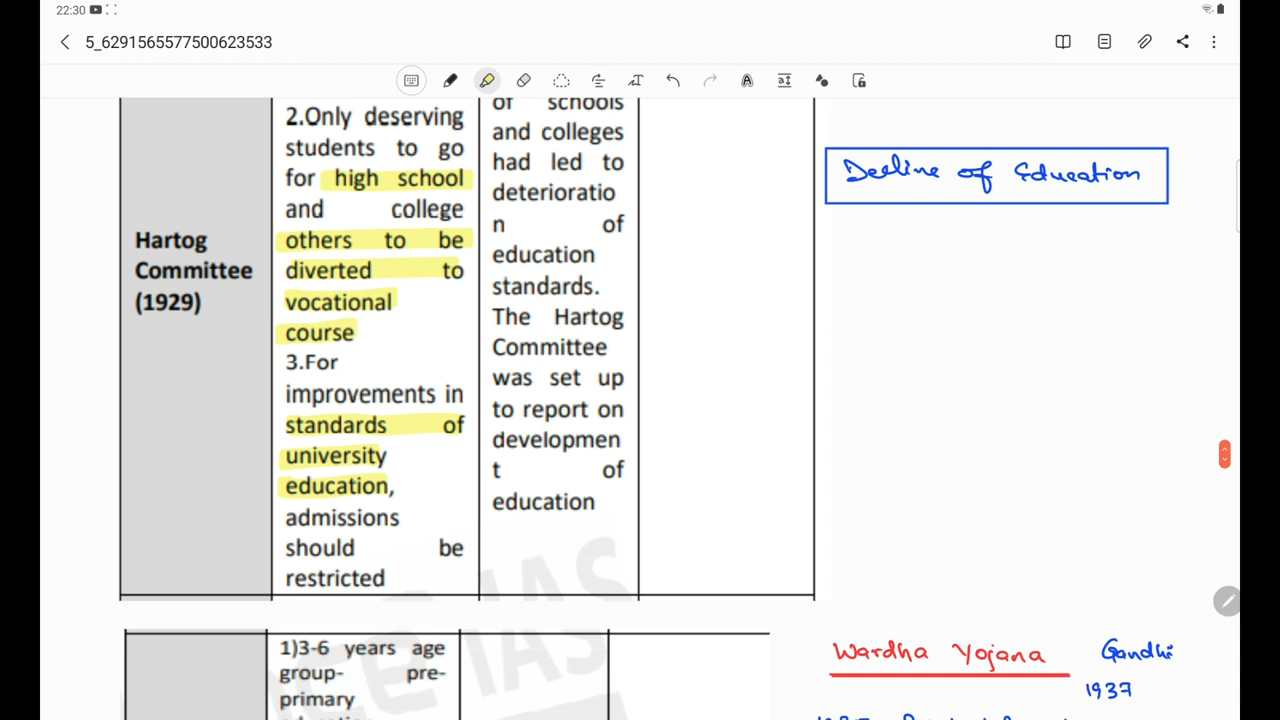 22:30
5_6291565577500623533
Hartog
Committee
(1929)
2.Only deserving
students to go
for high school
and college
others to be
diverted to
vocational
course
3.For
improvements in
standards of
university
education,
admissions
should be
restricted
of schools
and colleges
had led to
deterioratio
n of
education
standards.
The Hartog
Committee
was set up
to report on
developmen
t of
education
Decline of Education
1)3-6 years age
group- pre-
primary
Wardha Yojana Gandhi
1937
IAS